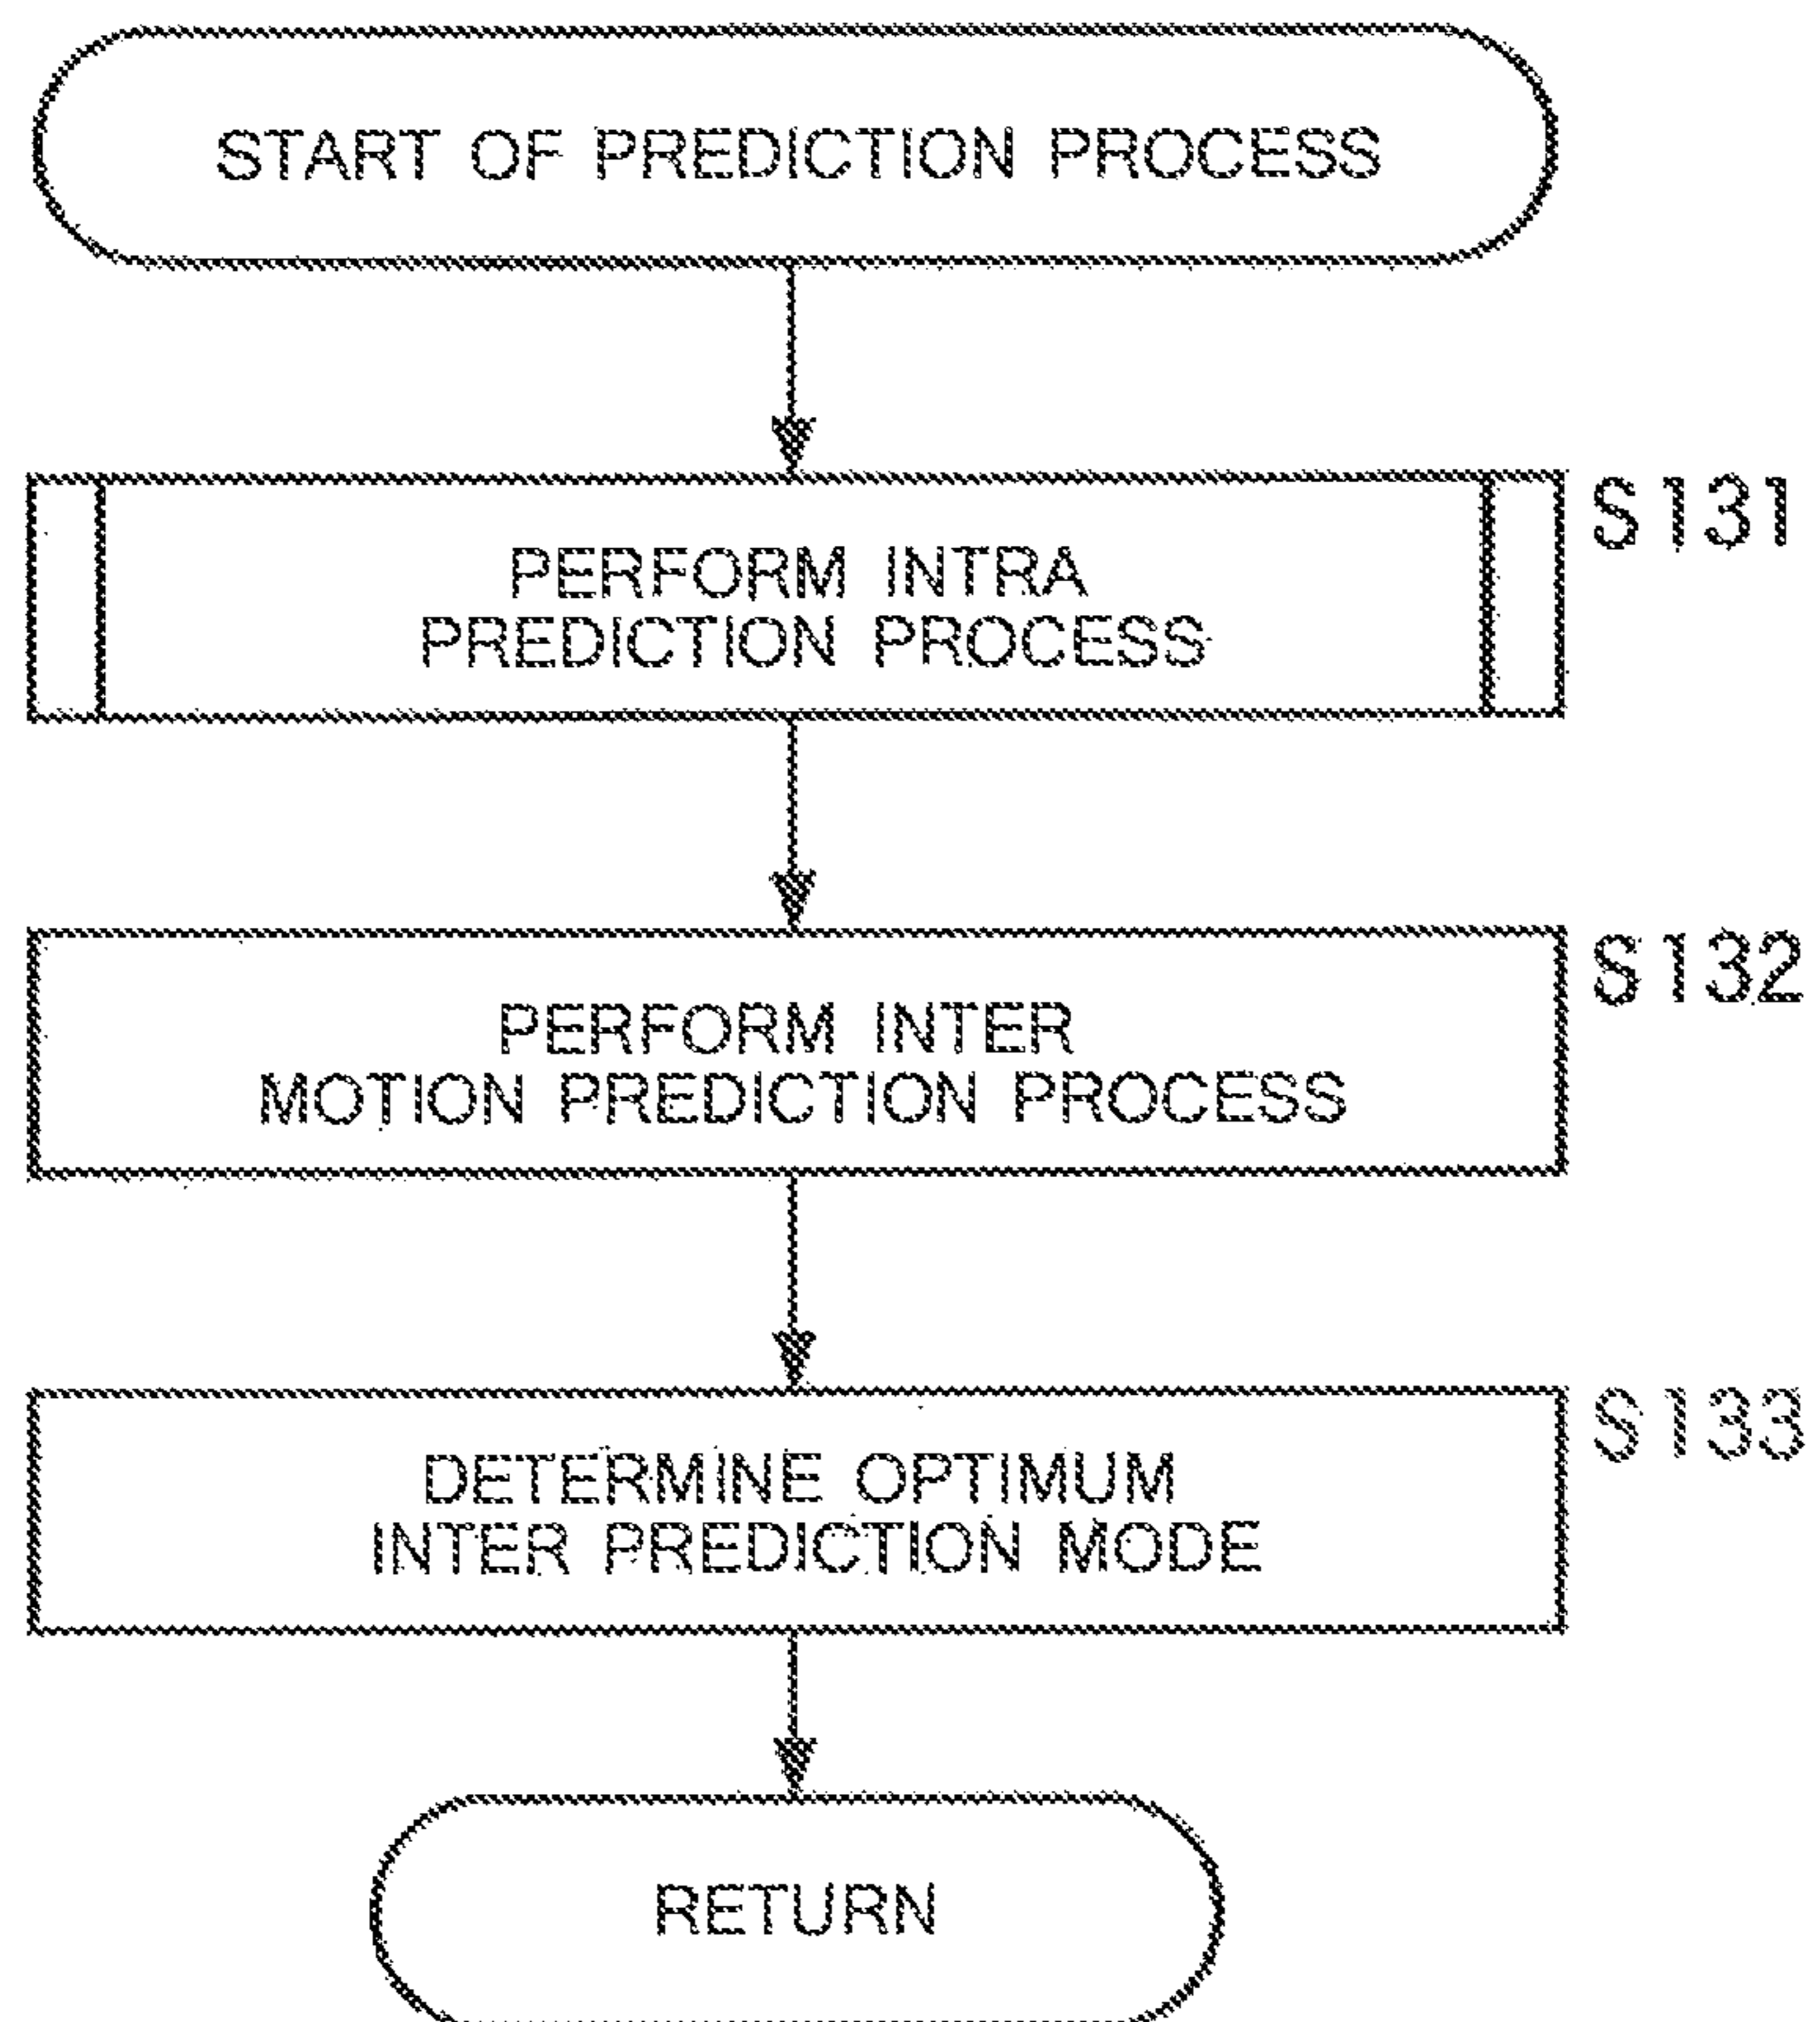 START OF PREDICTION PROCESS
S131
PERFORM INTRA
PREDICTION PROCESS
S132
PERFORM INTER
MOTION PREDICTION PROCESS
S133
DETERMINE OPTIMUM
INTER PREDICTION MODE
RETURN